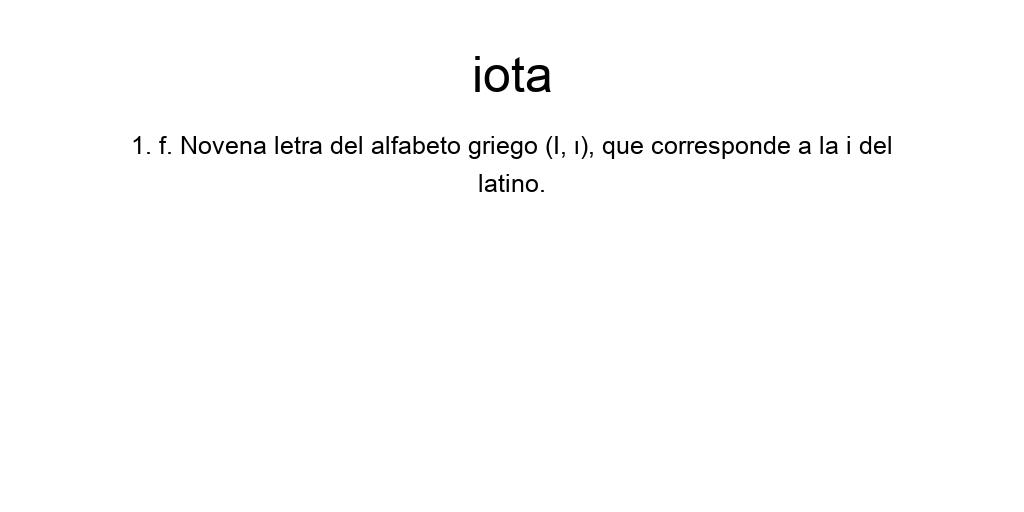 iota
1. f. Novena letra del alfabeto griego (Ι, ι), que corresponde a la i del
latino.